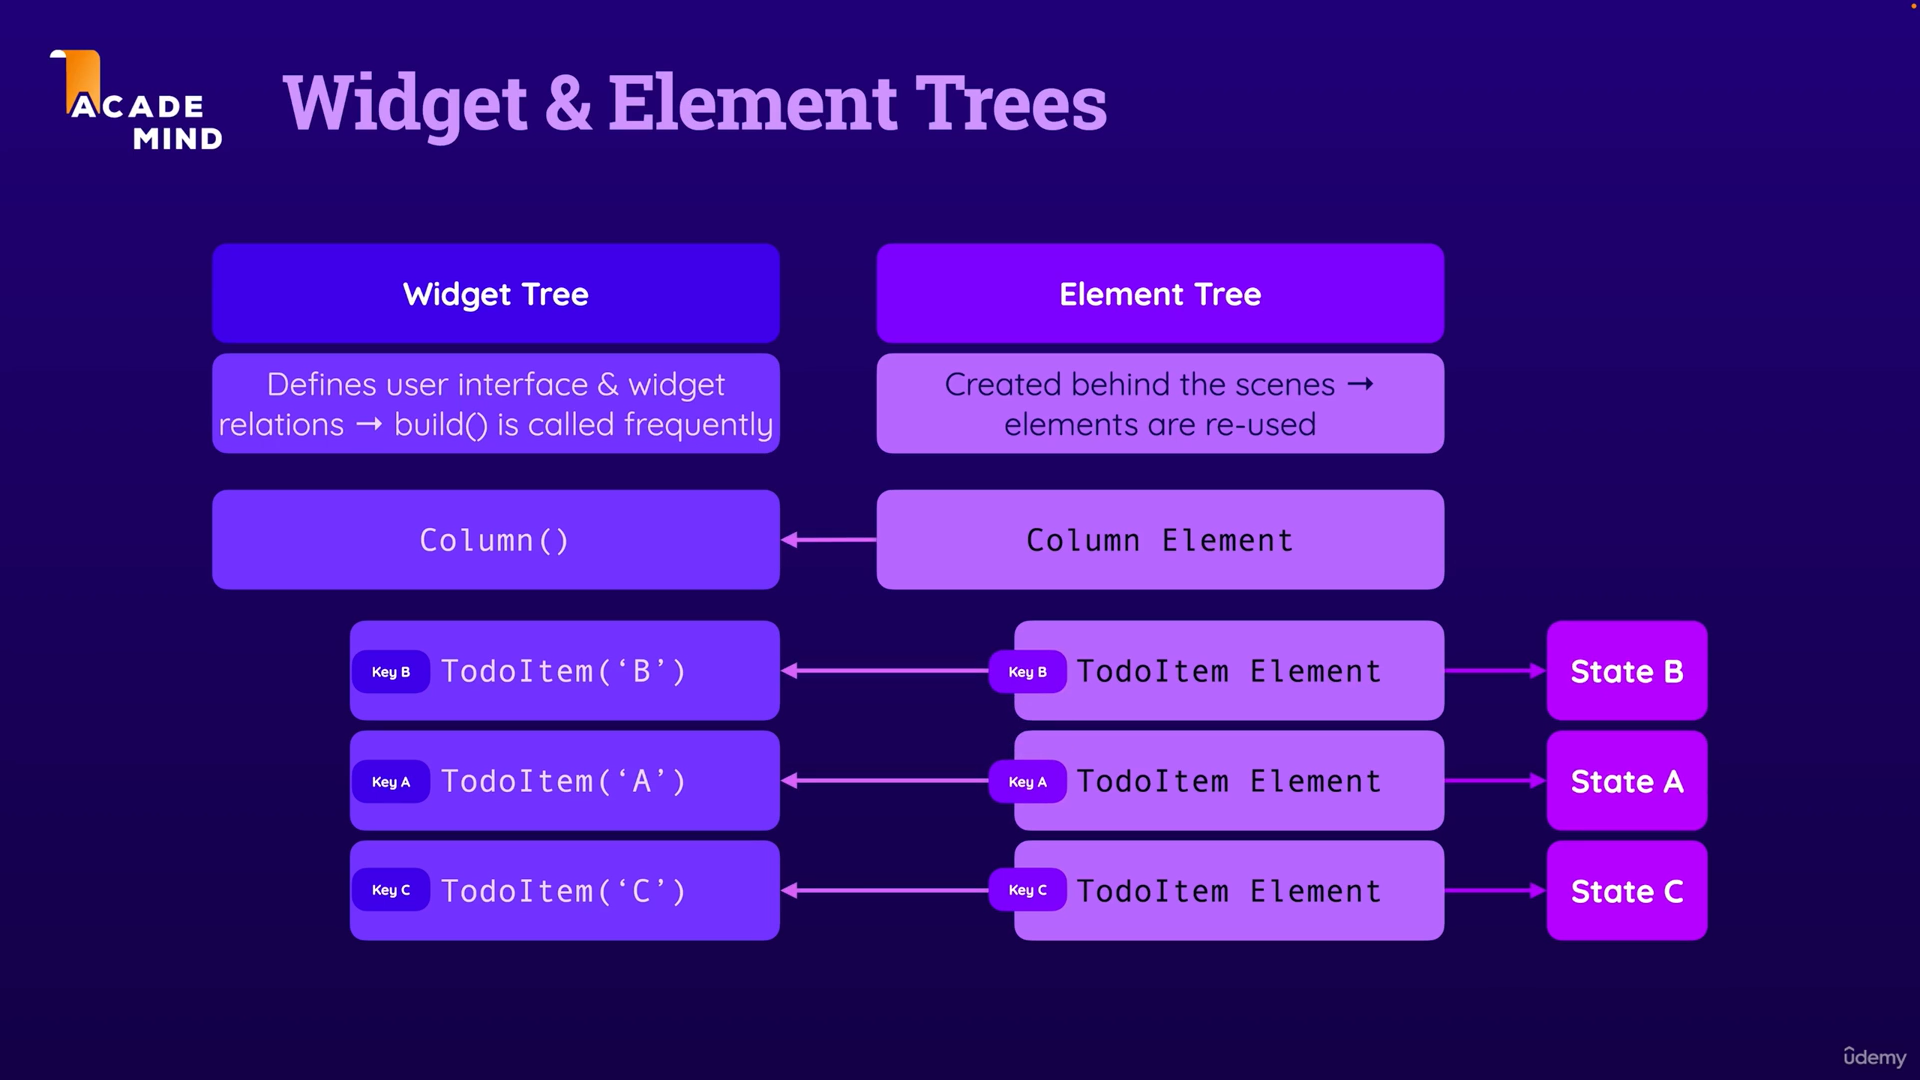 ACADE
MIND
Widget & Element Trees
Widget Tree
Element Tree
Defines user interface & widget
relations → build() is called frequently
Created behind the scenes →
elements are re-used
Column()
Column Element
Key B
TodoItem(‘B’)
Key B
TodoItem Element
State B
Key A
TodoItem(‘A’)
Key A
TodoItem Element
State A
Key C
TodoItem(‘C’)
Key C
TodoItem Element
State C
ûdemy